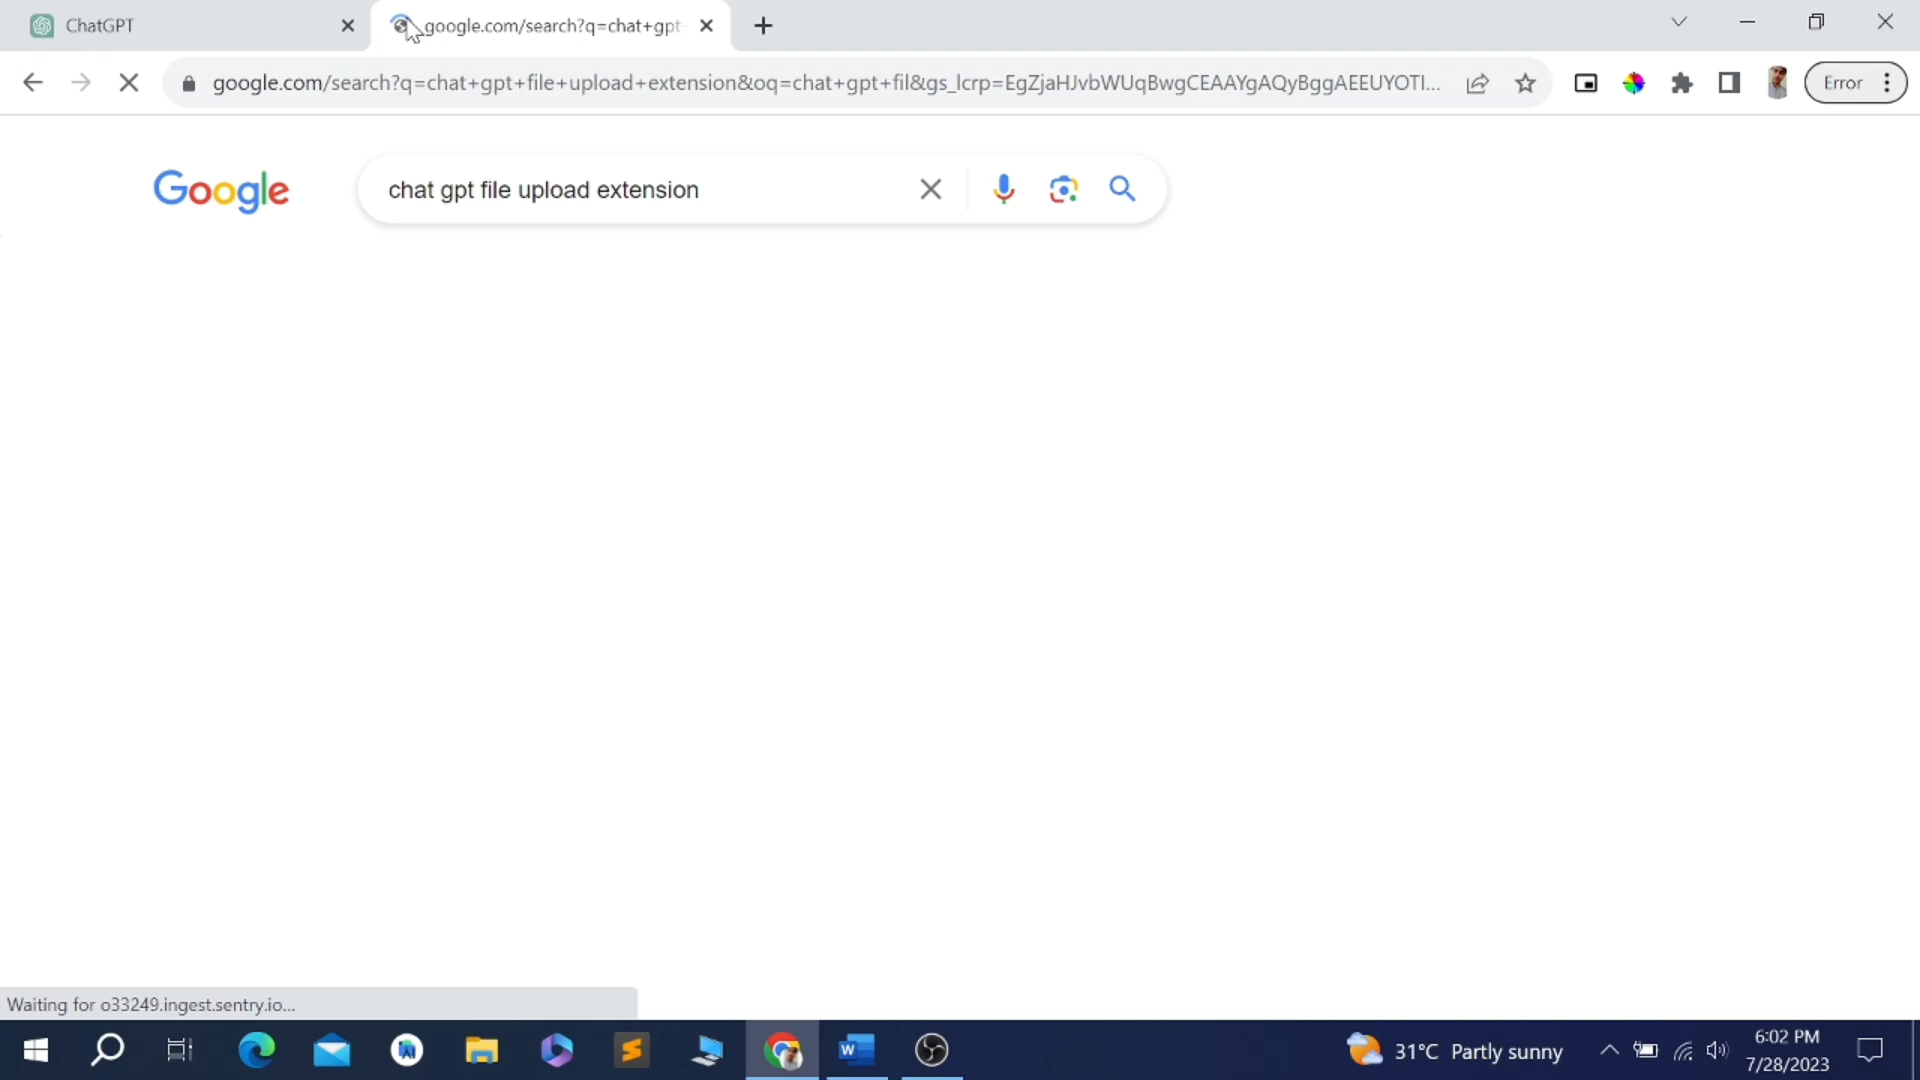 ChatGPT
google.com/search?q=chat+gpt
google.com/search?q=chat+gpt+file+upload+extension&oq=chat+gpt+fil&gs_lcrp=EgZjaHJvbWUqBwgCEAAYgAQyBggAEEUYOTI...
Error
Google
chat gpt file upload extension
Waiting for o33249.ingest.sentry.io...
W
31°C Partly sunny
6:02 PM
7/28/2023